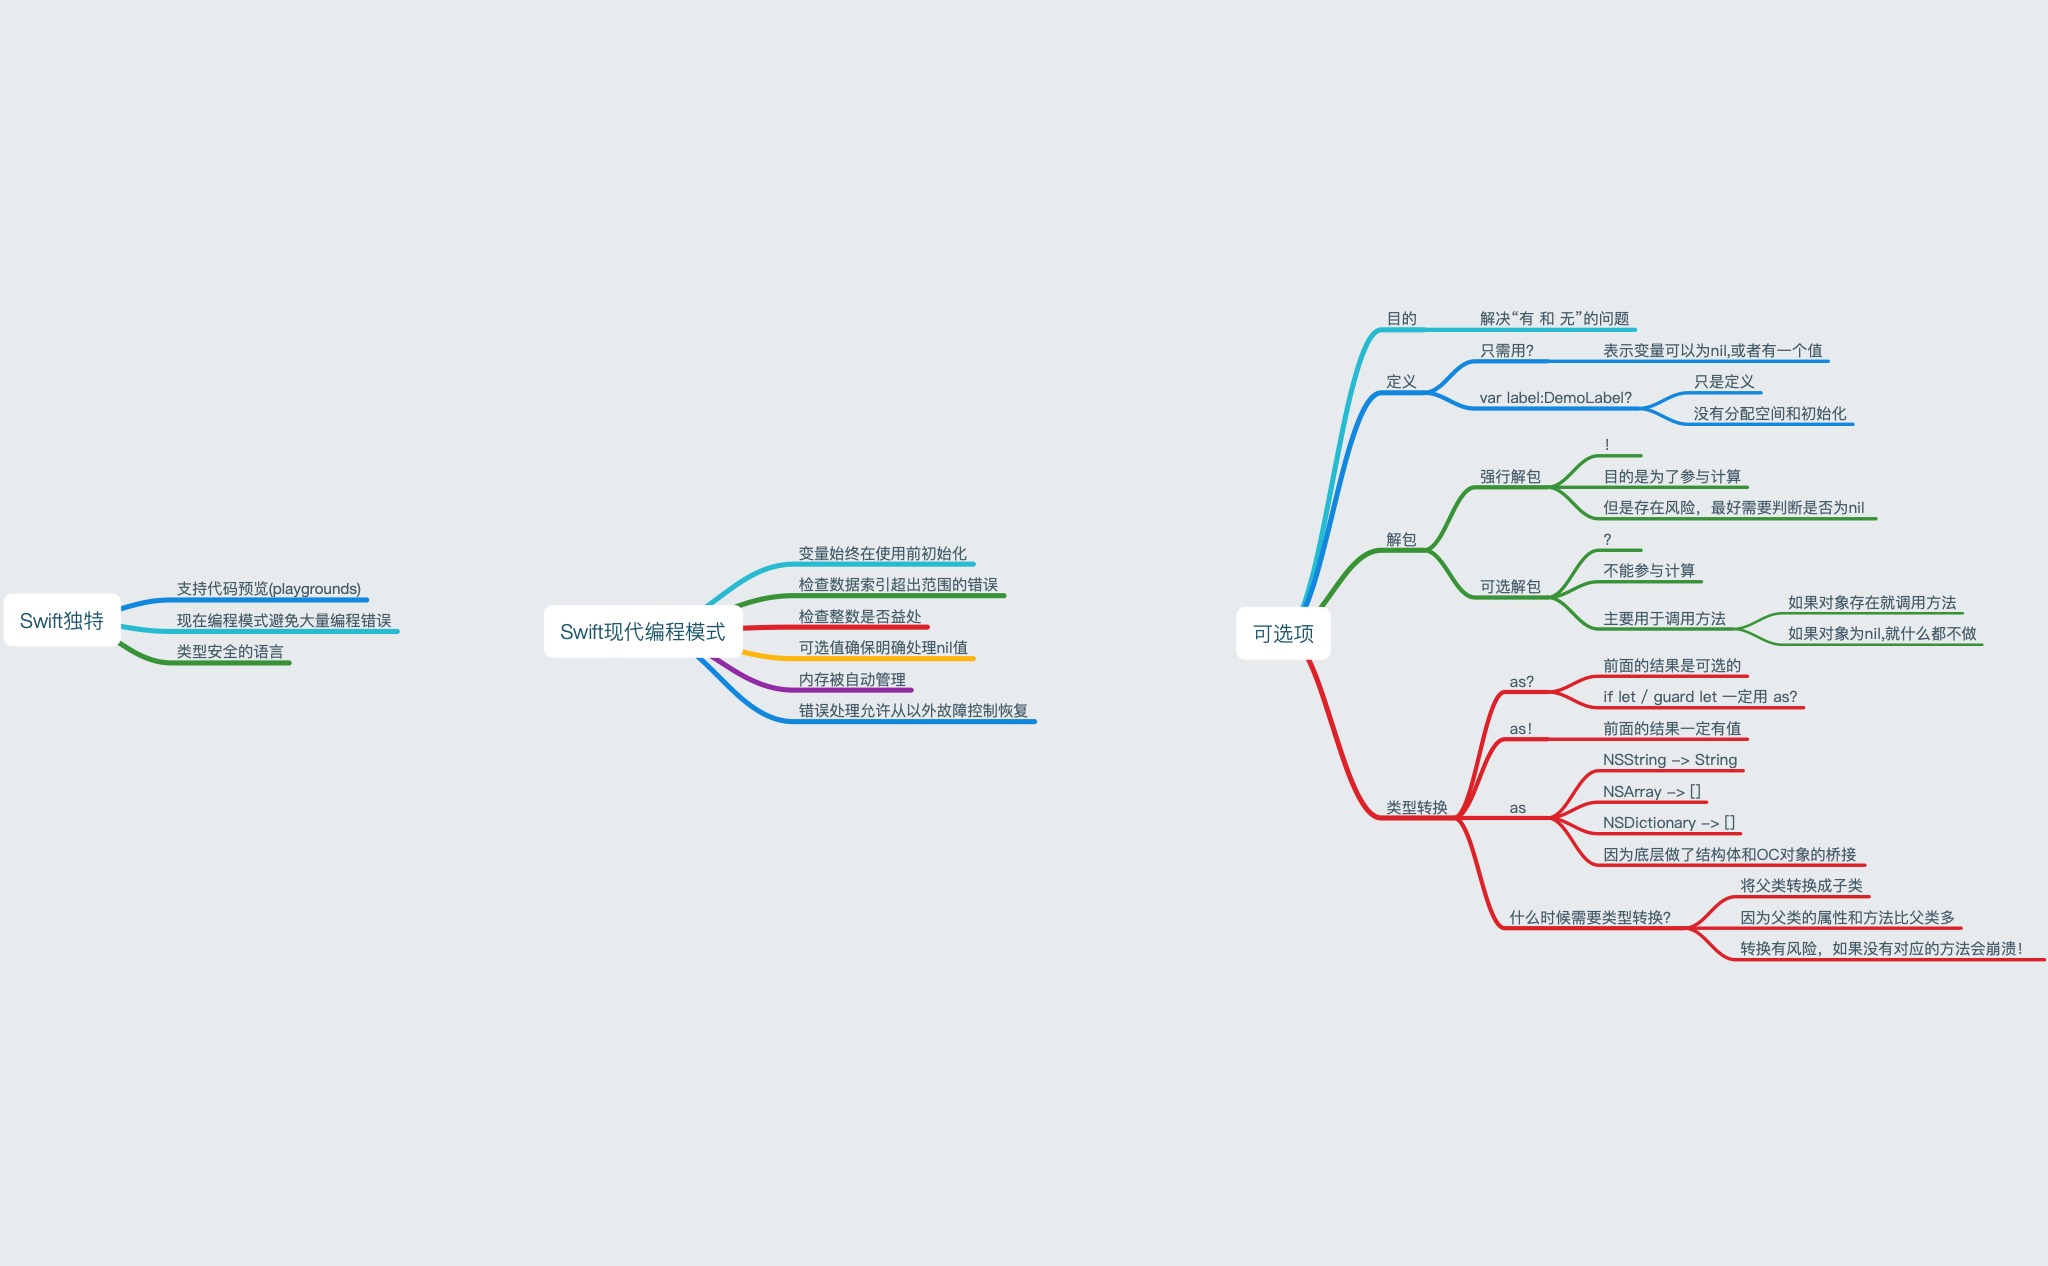 Swift独特
支持代码预览(playgrounds)
现在编程模式避免大量编程错误
类型安全的语言
Swift现代编程模式
变量始终在使用前初始化
检查数据索引超出范围的错误
检查整数是否益处
可选值确保明确处理nil值
内存被自动管理
错误处理允许从以外故障控制恢复
可选项
目的
解决“有 和 无”的问题
定义
只需用?
表示变量可以为nil,或者有一个值
var label:DemoLabel?
只是定义
没有分配空间和初始化
解包
强行解包
!
目的是为了参与计算
但是存在风险，最好需要判断是否为nil
可选解包
?
不能参与计算
主要用于调用方法
如果对象存在就调用方法
如果对象为nil,就什么都不做
类型转换
as?
前面的结果是可选的
if let / guard let 一定用 as?
as!
前面的结果一定有值
as
NSString -> String
NSArray -> []
NSDictionary -> []
因为底层做了结构体和OC对象的桥接
什么时候需要类型转换?
将父类转换成子类
因为父类的属性和方法比父类多
转换有风险，如果没有对应的方法会崩溃!